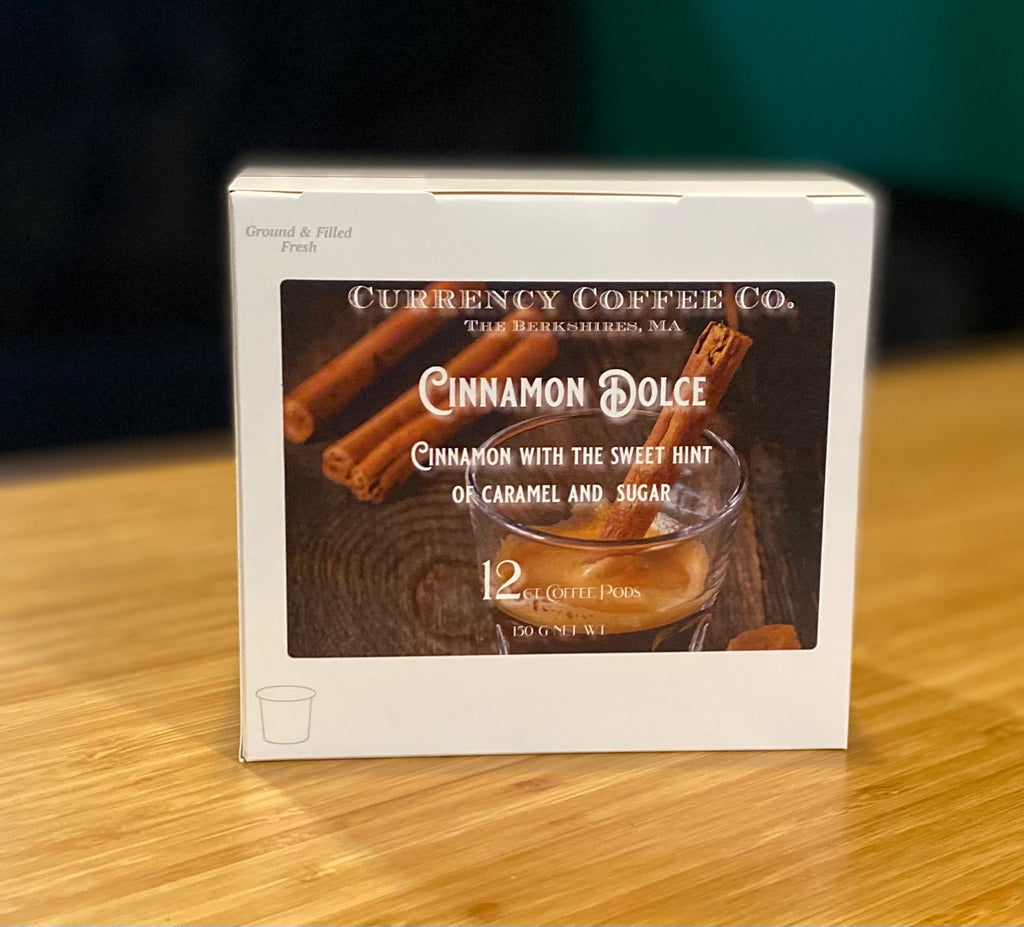 Ground & Filled
Fresh
Currency Coffee Co.
The Berkshires, MA
Cinnamon Dolce
Cinnamon with the sweet hint
of caramel and sugar
12ct Coffee Pods
150 G Net Wt